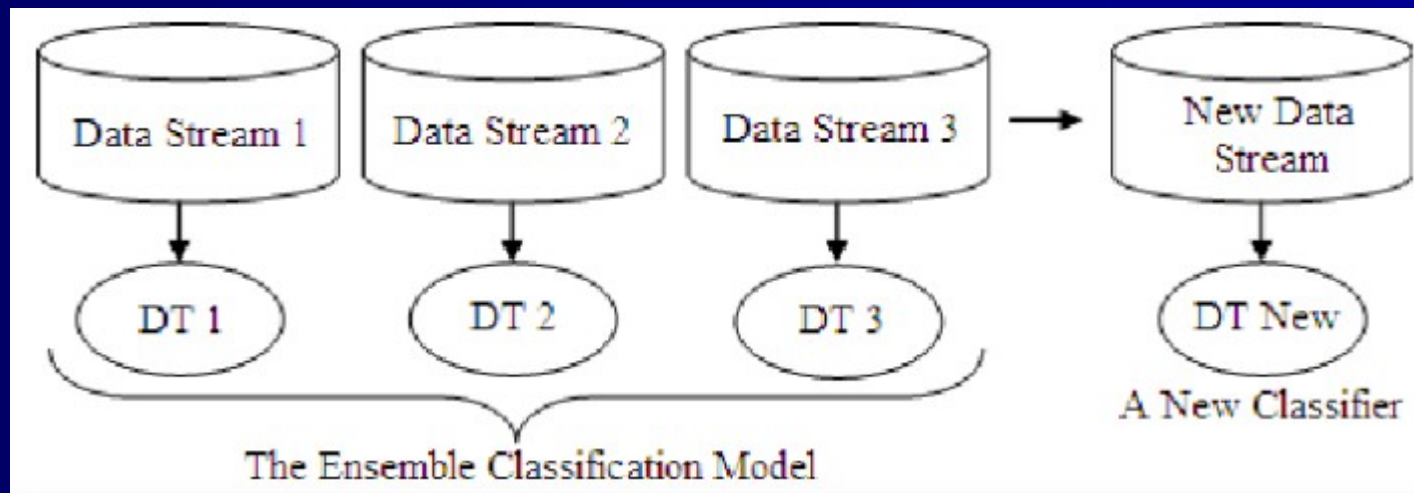 Data Stream 1
Data Stream 2
Data Stream 3
New Data
Stream
DT 1
DT 2
DT 3
DT New
A New Classifier
The Ensemble Classification Model